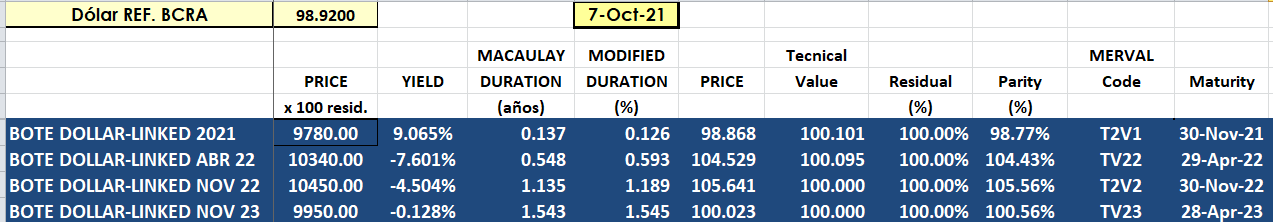 Dólar REF. BCRA 98.9200 7-Oct-21
MACAULAY MODIFIED Tecnical MERVAL
PRICE YIELD DURATION DURATION PRICE Value Residual Parity Code Maturity
x 100 resid. (años) (%) (%) (%)
BOTE DOLLAR-LINKED 2021 9780.00 9.065% 0.137 0.126 98.868 100.101 100.00% 98.77% T2V1 30-Nov-21
BOTE DOLLAR-LINKED ABR 22 10340.00 -7.601% 0.548 0.593 104.529 100.095 100.00% 104.43% TV22 29-Apr-22
BOTE DOLLAR-LINKED NOV 22 10450.00 -4.504% 1.135 1.189 105.641 100.000 100.00% 105.56% T2V2 30-Nov-22
BOTE DOLLAR-LINKED NOV 23 9950.00 -0.128% 1.543 1.545 100.023 100.000 100.00% 100.56% TV23 28-Apr-23